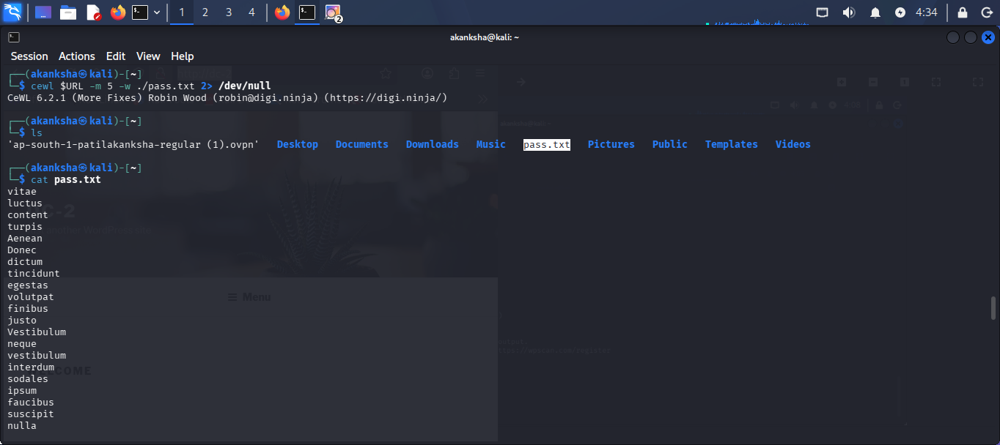 1 2 3 4
2
4:34
akanksha@kali: ~
Session Actions Edit View Help
┌──(akanksha㉿kali)-[~]
└─$ cewl $URL -m 5 -w ./pass.txt 2> /dev/null
CeWL 6.2.1 (More Fixes) Robin Wood (robin@digi.ninja) (https://digi.ninja/)
┌──(akanksha㉿kali)-[~]
└─$ ls
'ap-south-1-patilakanksha-regular (1).ovpn' Desktop Documents Downloads Music pass.txt Pictures Public Templates Videos
┌──(akanksha㉿kali)-[~]
└─$ cat pass.txt
vitae
luctus
content
turpis
Aenean
Donec
dictum
tincidunt
egestas
volutpat
finibus
justo
Vestibulum
neque
vestibulum
interdum
sodales
ipsum
faucibus
suscipit
nulla
C-2
Menu